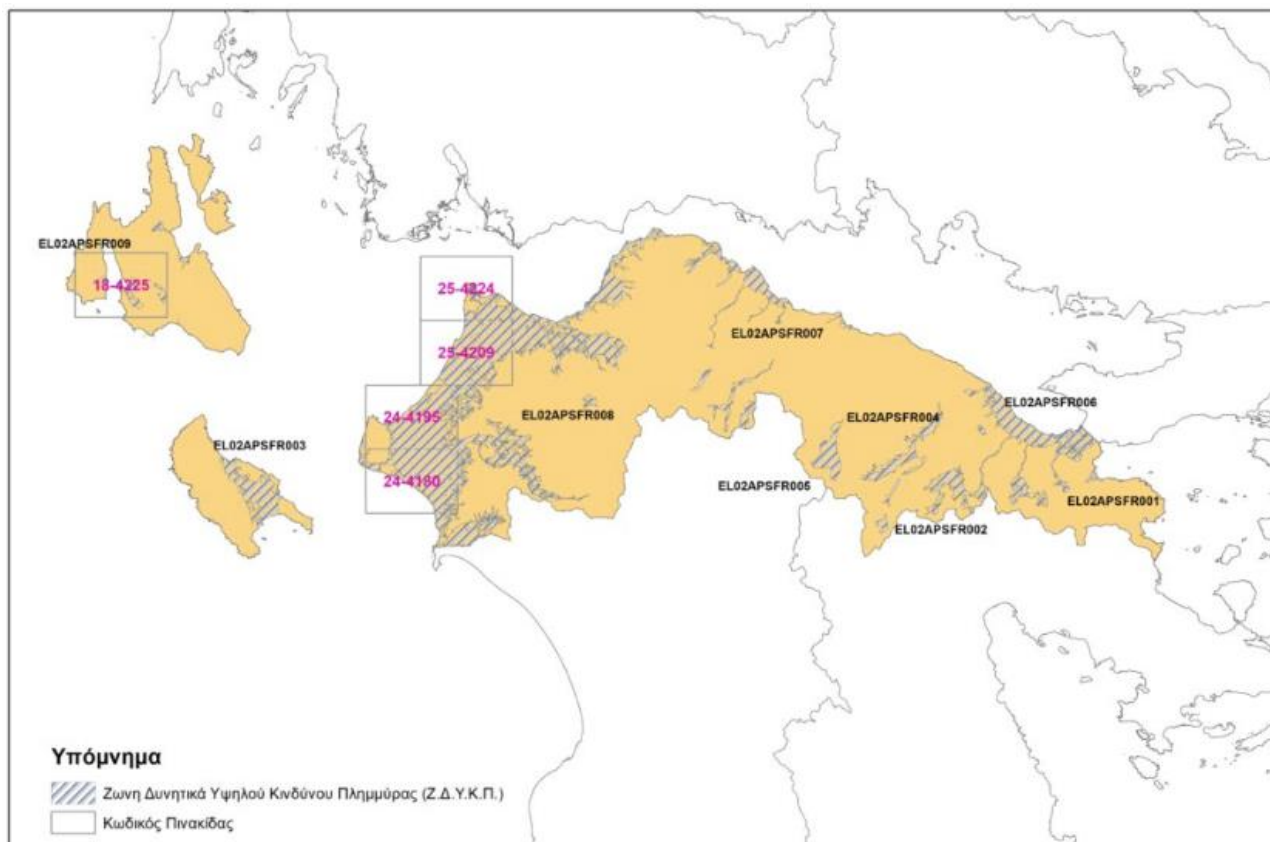 EL02APSFR009
18-4225
25-4224
25-4209
EL02APSFR007
24-4195
EL02APSFR008
EL02APSFR004
EL02APSFR006
EL02APSFR003
24-4180
EL02APSFR005
EL02APSFR001
EL02APSFR002
Υπόμνημα
Ζωνη Δυνητικά Υψηλού Κινδύνου Πλημμύρας (Ζ.Δ.Υ.Κ.Π.)
Κωδικός Πινακίδας